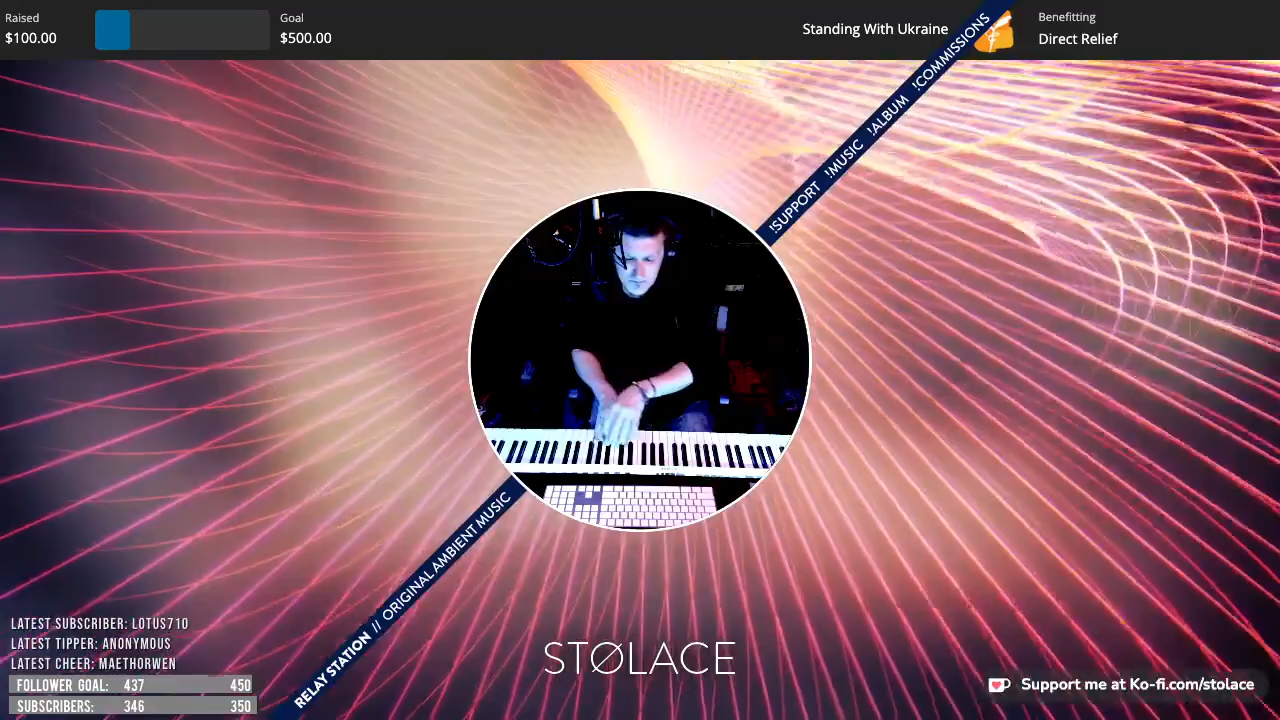 Raised
$100.00
Goal
$500.00
Standing With Ukraine
Benefitting
Direct Relief
!SUPPORT !MUSIC !ALBUM !COMMISSIONS
RELAY STATION // ORIGINAL AMBIENT MUSIC
STØLACE
LATEST SUBSCRIBER: LOTUS710
LATEST TIPPER: ANONYMOUS
LATEST CHEER: MAETHORWEN
FOLLOWER GOAL: 437 450
SUBSCRIBERS: 346 350
Support me at Ko-fi.com/stolace